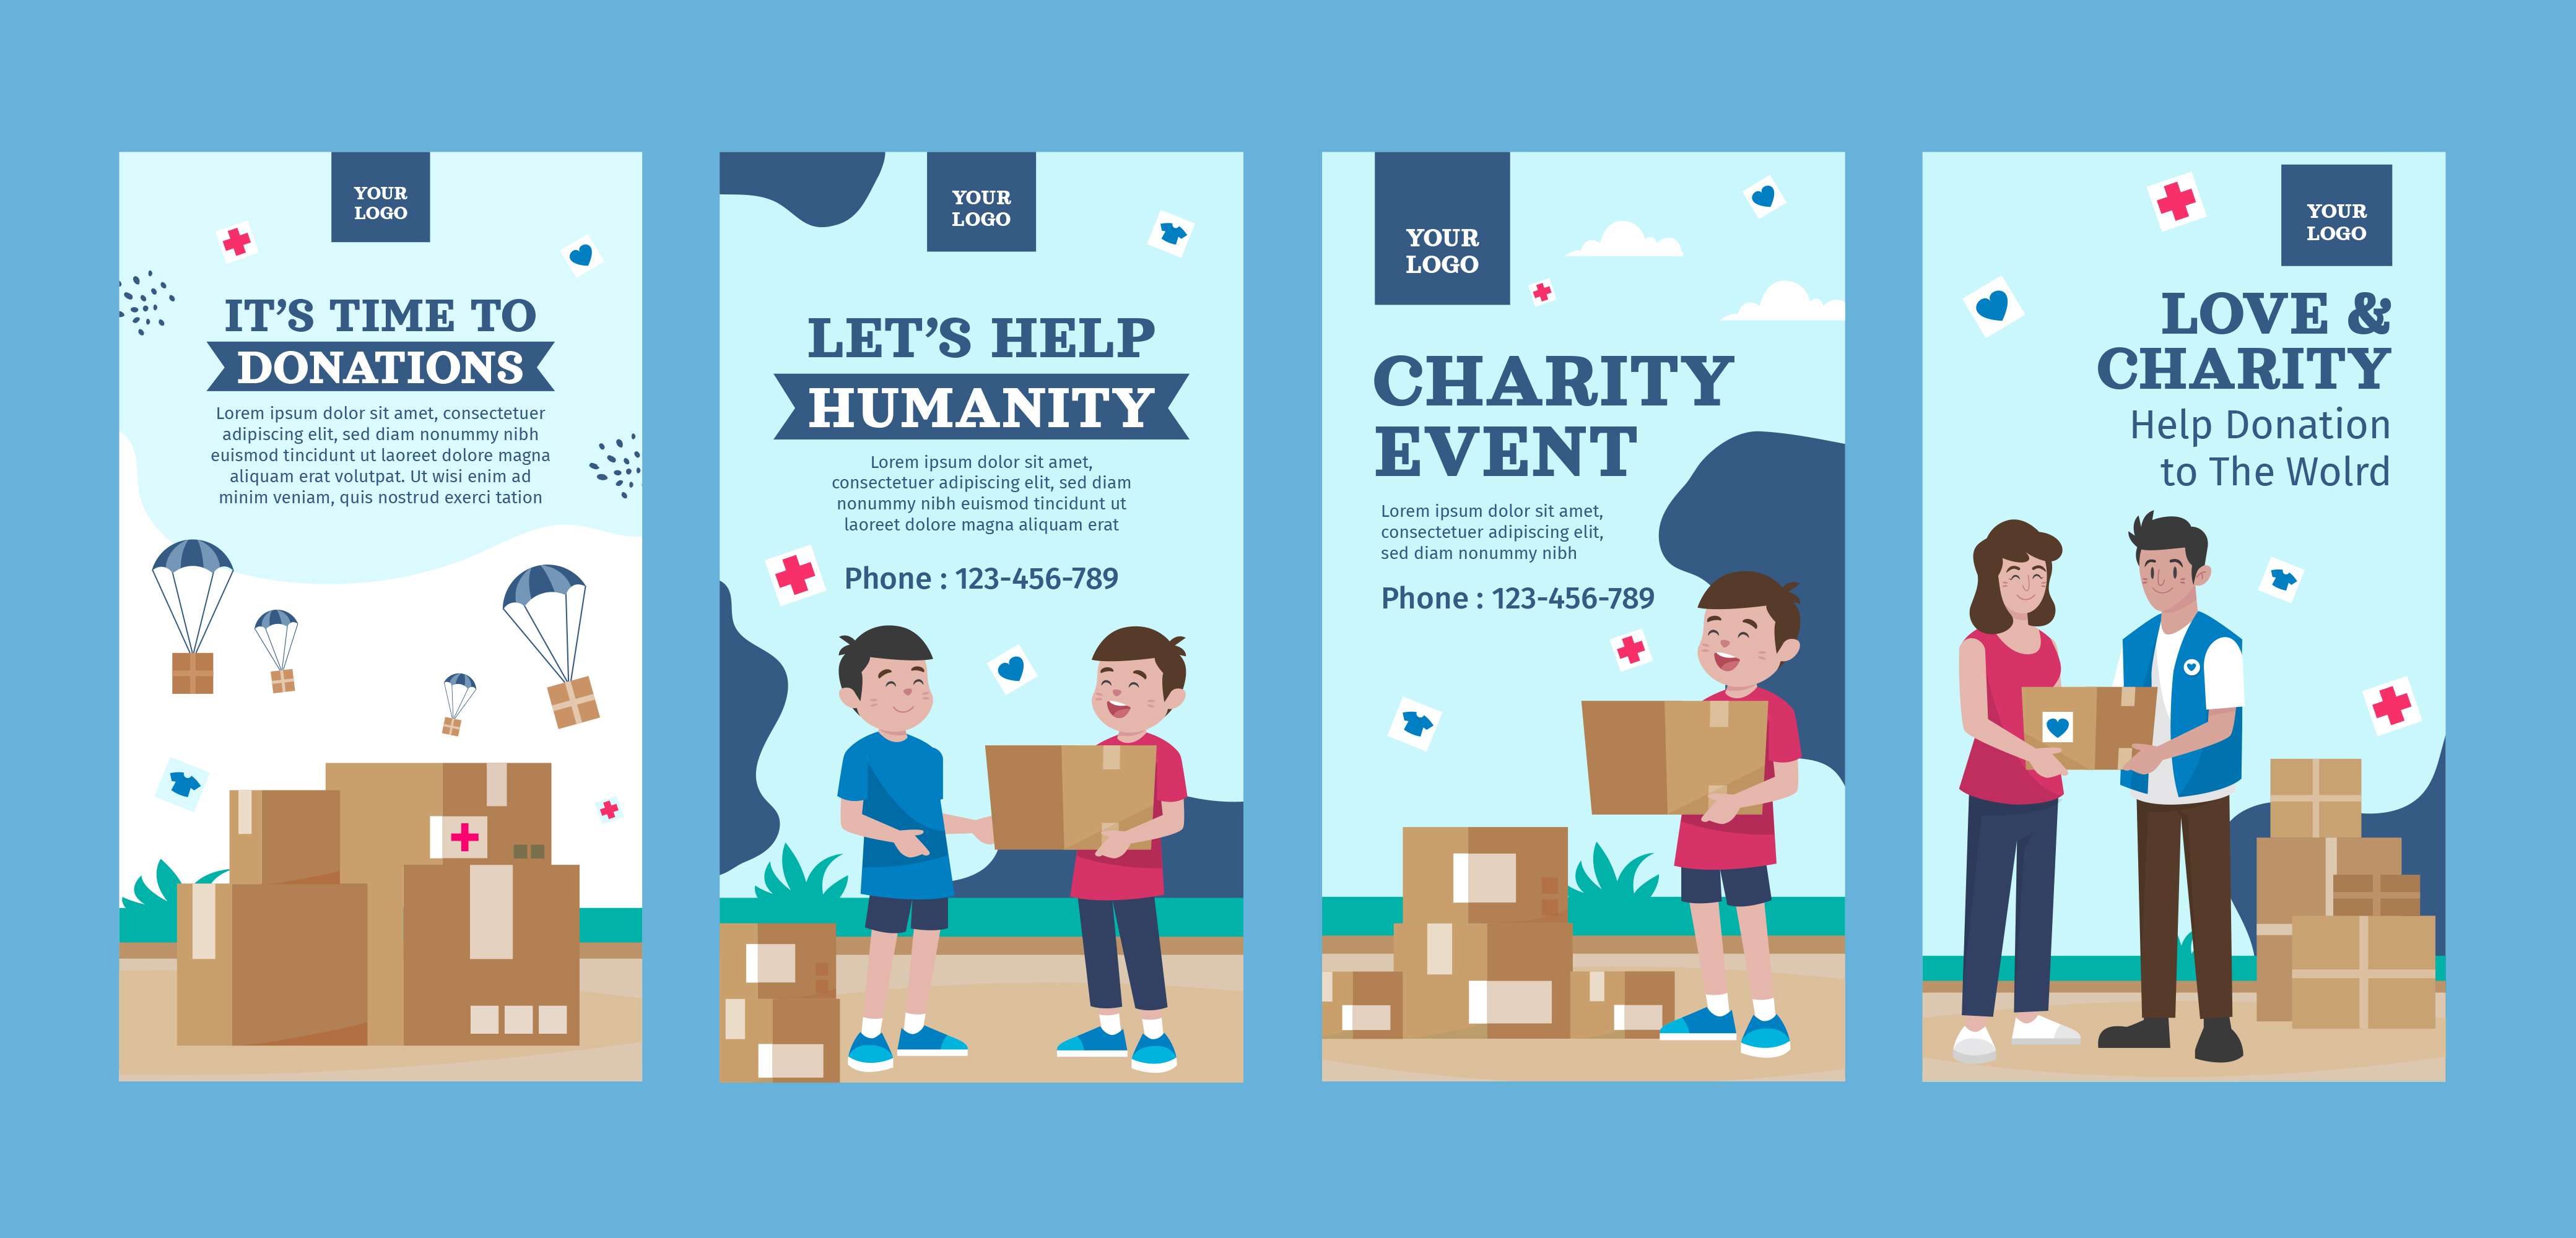 YOUR
LOGO
IT'S TIME TO
DONATIONS
Lorem ipsum dolor sit amet, consectetuer
adipiscing elit, sed diam nonummy nibh
euismod tincidunt ut laoreet dolore magna
aliquam erat volutpat. Ut wisi enim ad
minim veniam, quis nostrud exerci tation
YOUR
LOGO
LET'S HELP
HUMANITY
Lorem ipsum dolor sit amet,
consectetuer adipiscing elit, sed diam
nonummy nibh euismod tincidunt ut
laoreet dolore magna aliquam erat
Phone : 123-456-789
YOUR
LOGO
CHARITY
EVENT
Lorem ipsum dolor sit amet,
consectetuer adipiscing elit,
sed diam nonummy nibh
Phone : 123-456-789
YOUR
LOGO
LOVE &
CHARITY
Help Donation
to The Wolrd